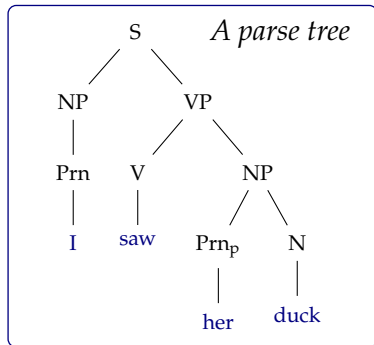 S A parse tree
NP VP
Prn V NP
I saw Prnₚ N
her duck